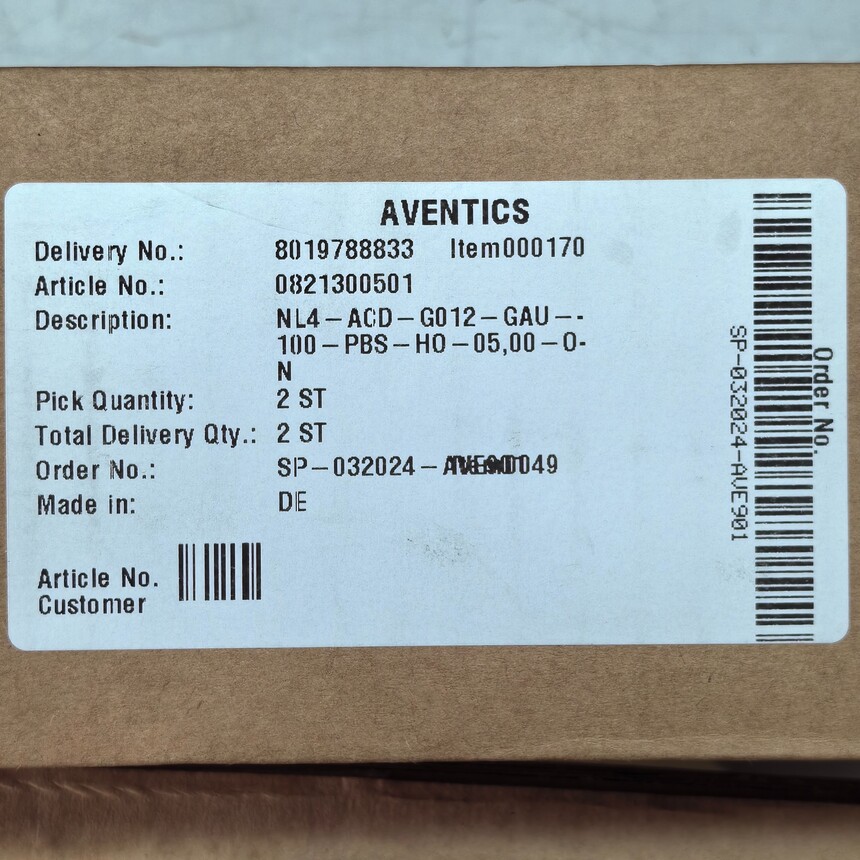 AVENTICS
Delivery No.: 8019788833 Item000170
Article No.: 0821300501
Description: NL4-ACD-G012-GAU--
100-PBS-HO-05,00-O-
N
Pick Quantity: 2 ST
Total Delivery Qty.: 2 ST
Order No.: SP-032024-
Made in: DE
Article No.
Customer
Order No.
SP-032024-AVE901